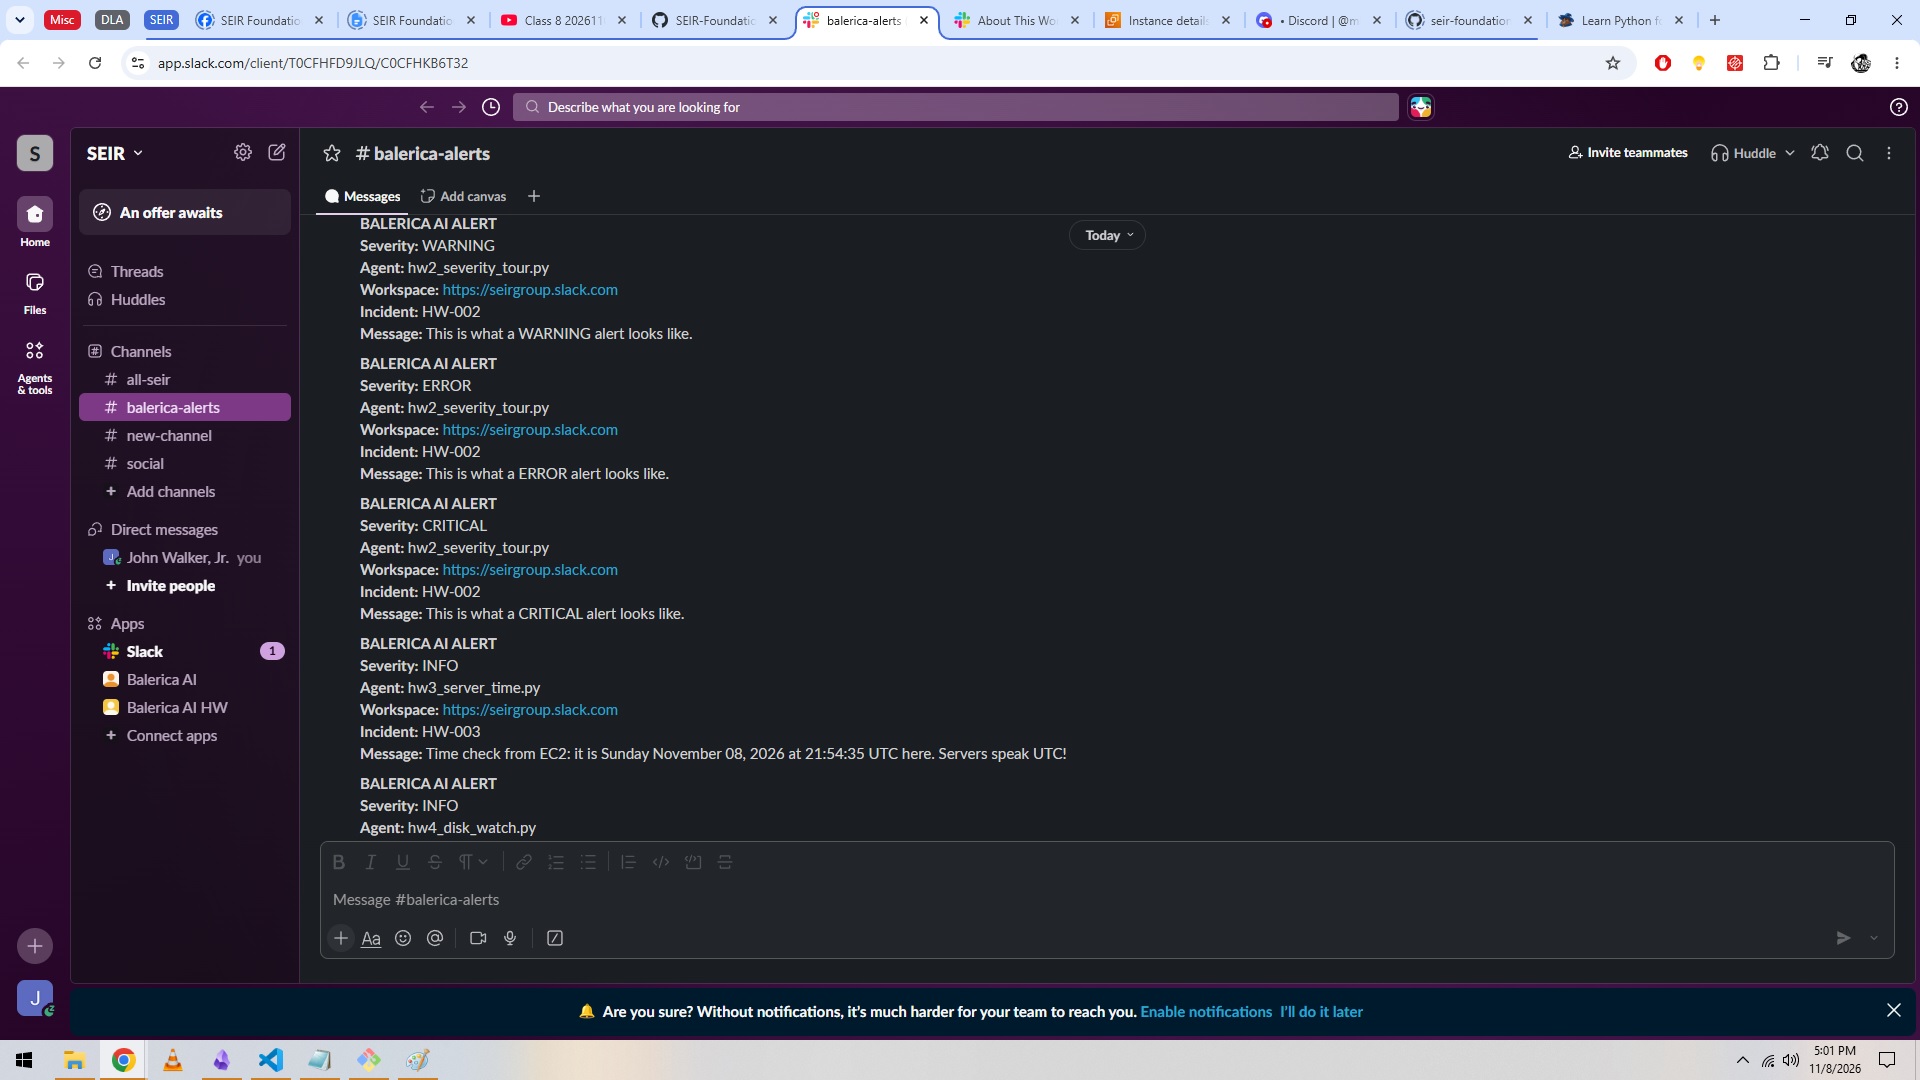 Misc
DLA
SEIR
SEIR Foundatio
SEIR Foundatio
Class 8 202611
SEIR-Foundatio
balerica-alerts
About This Wo
Instance details
• Discord | @m
seir-foundation
Learn Python f
app.slack.com/client/T0CFHFD9JLQ/C0CFHKB6T32
Describe what you are looking for
S
Home
Files
Agents
& tools
J
SEIR
An offer awaits
Threads
Huddles
Channels
# all-seir
# balerica-alerts
# new-channel
# social
+ Add channels
Direct messages
John Walker, Jr. you
+ Invite people
Apps
Slack 1
Balerica AI
Balerica AI HW
+ Connect apps
# balerica-alerts
Invite teammates
Huddle
Messages
Add canvas
Today
BALERICA AI ALERT
Severity: WARNING
Agent: hw2_severity_tour.py
Workspace: https://seirgroup.slack.com
Incident: HW-002
Message: This is what a WARNING alert looks like.
BALERICA AI ALERT
Severity: ERROR
Agent: hw2_severity_tour.py
Workspace: https://seirgroup.slack.com
Incident: HW-002
Message: This is what a ERROR alert looks like.
BALERICA AI ALERT
Severity: CRITICAL
Agent: hw2_severity_tour.py
Workspace: https://seirgroup.slack.com
Incident: HW-002
Message: This is what a CRITICAL alert looks like.
BALERICA AI ALERT
Severity: INFO
Agent: hw3_server_time.py
Workspace: https://seirgroup.slack.com
Incident: HW-003
Message: Time check from EC2: it is Sunday November 08, 2026 at 21:54:35 UTC here. Servers speak UTC!
BALERICA AI ALERT
Severity: INFO
Agent: hw4_disk_watch.py
Message #balerica-alerts
Aa
Are you sure? Without notifications, it's much harder for your team to reach you. Enable notifications I'll do it later
5:01 PM
11/8/2026